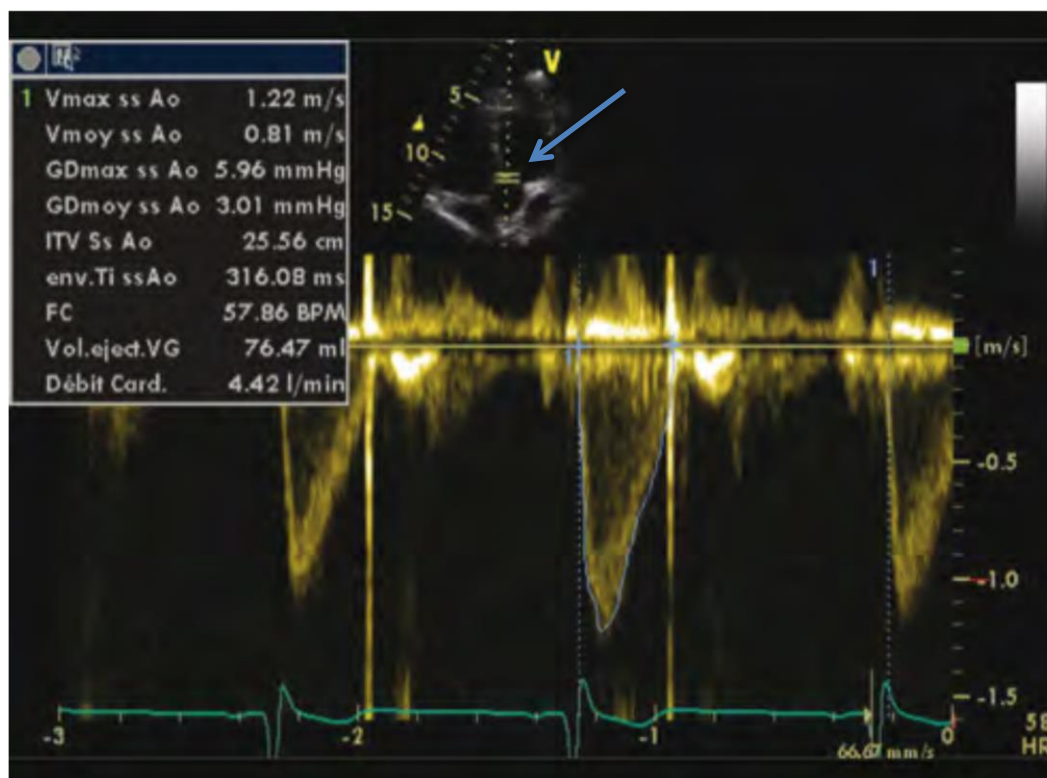 1 Vmax ss Ao 1.22 m/s
Vmoy ss Ao 0.81 m/s
GDmax ss Ao 5.96 mmHg
GDmoy ss Ao 3.01 mmHg
ITV Ss Ao 25.56 cm
env.Ti ssAo 316.08 ms
FC 57.86 BPM
Vol.eject.VG 76.47 ml
Débit Card. 4.42 l/min
V
5
10
15
1
1
[m/s]
-0.5
-1.0
-1.5
-3 -2 -1 0
66.67 mm/s
58
HR